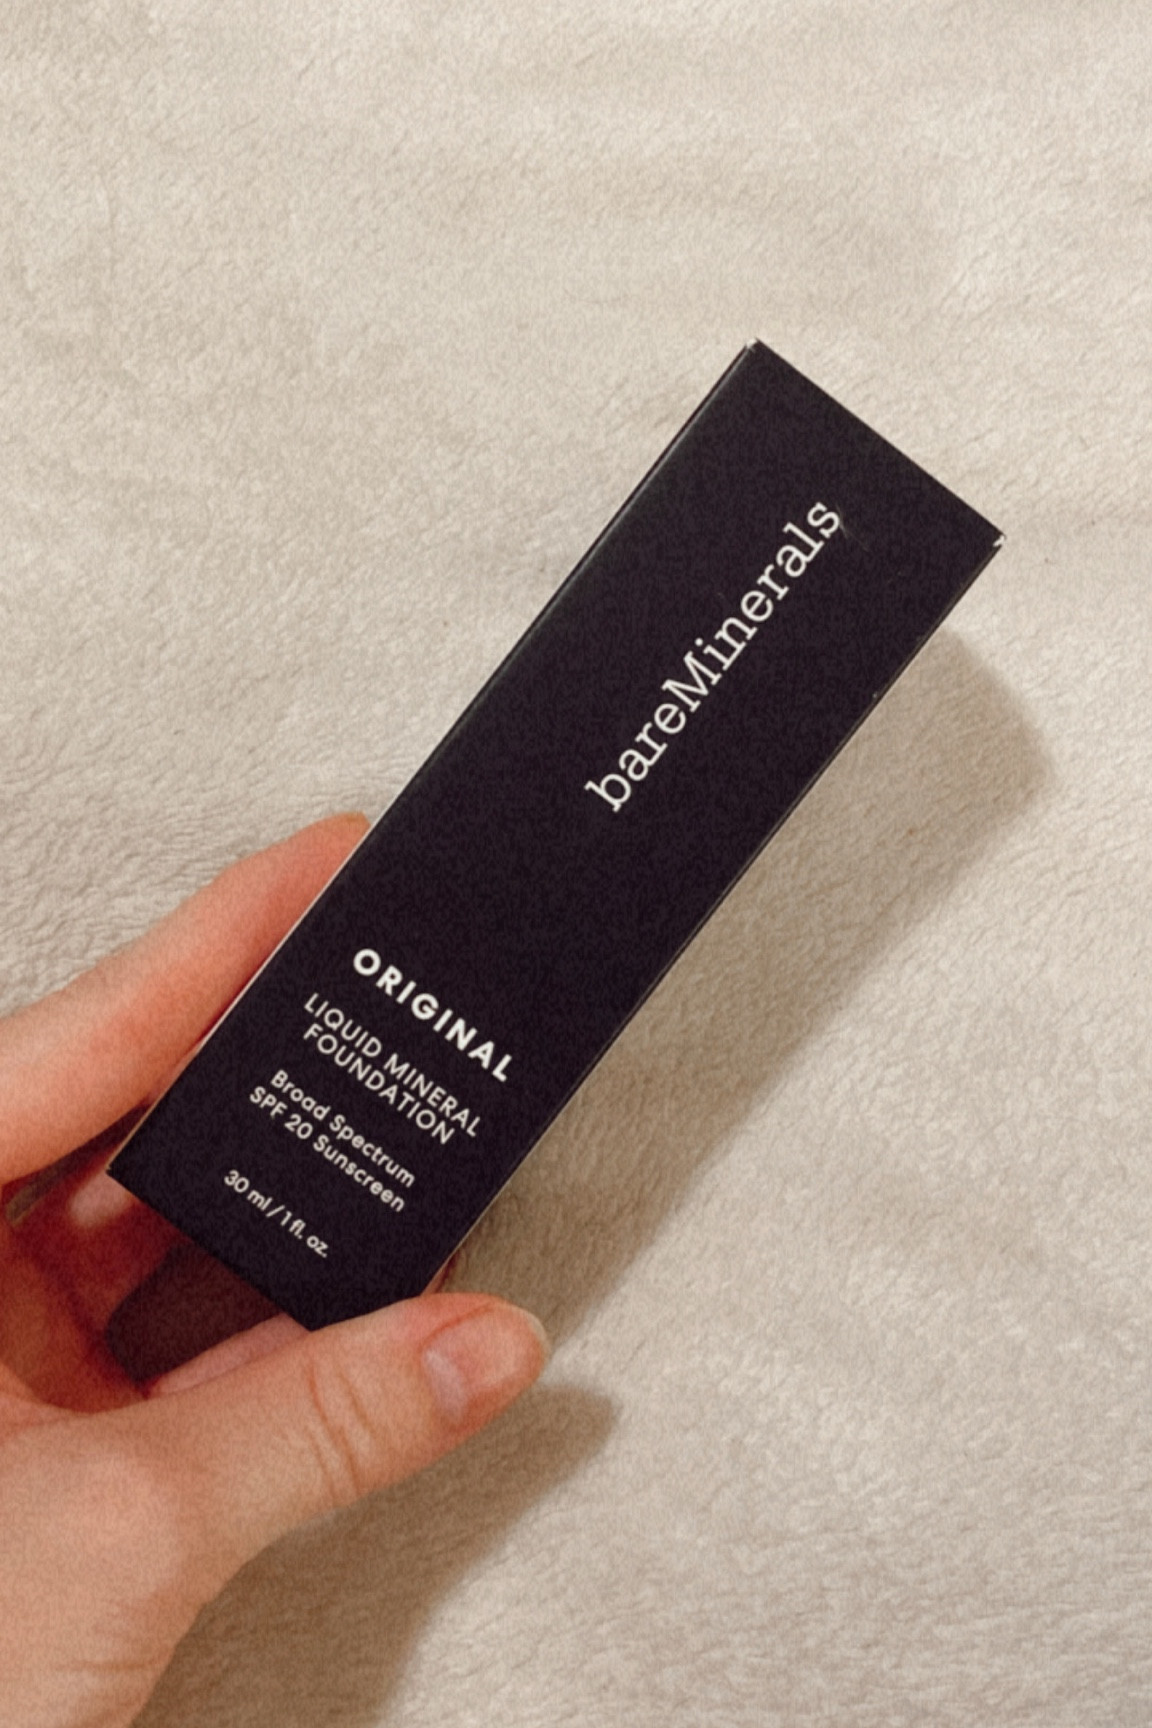 bareMinerals
ORIGINAL
LIQUID MINERAL
FOUNDATION
Broad Spectrum
SPF 20 Sunscreen
30 ml / 1 fl. oz.